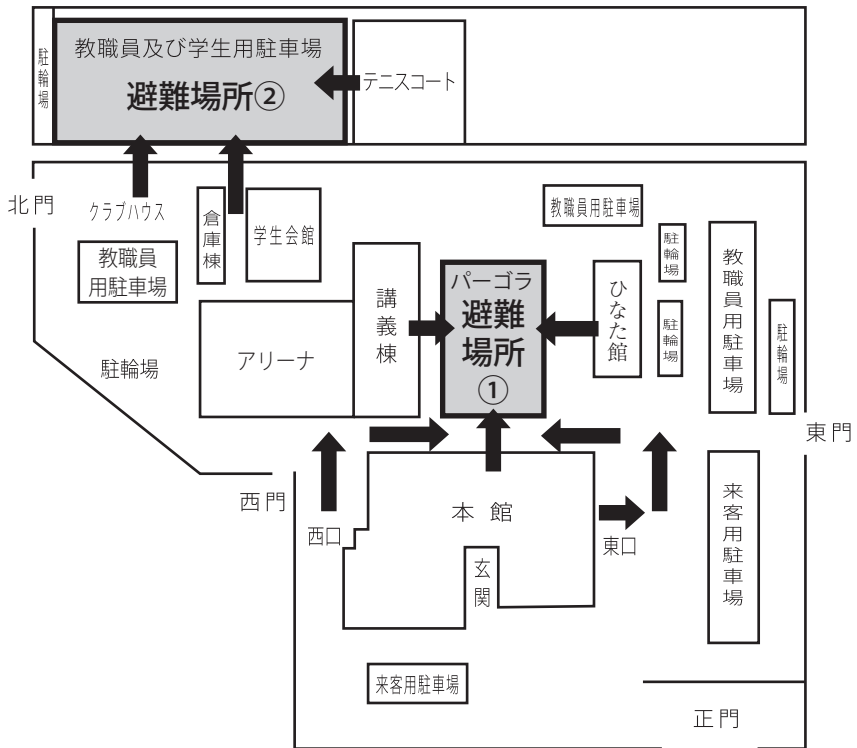 駐輪場
教職員及び学生用駐車場
避難場所②
テニスコート
北門
クラブハウス
倉庫棟
学生会館
教職員用駐車場
駐輪場
教職員
用駐車場
教職員用駐車場
パーゴラ
避難
場所
①
講義棟
ひなた館
駐輪場
駐輪場
アリーナ
駐輪場
東門
西門
西口
本館
東口
玄関
来客用駐車場
来客用駐車場
正門